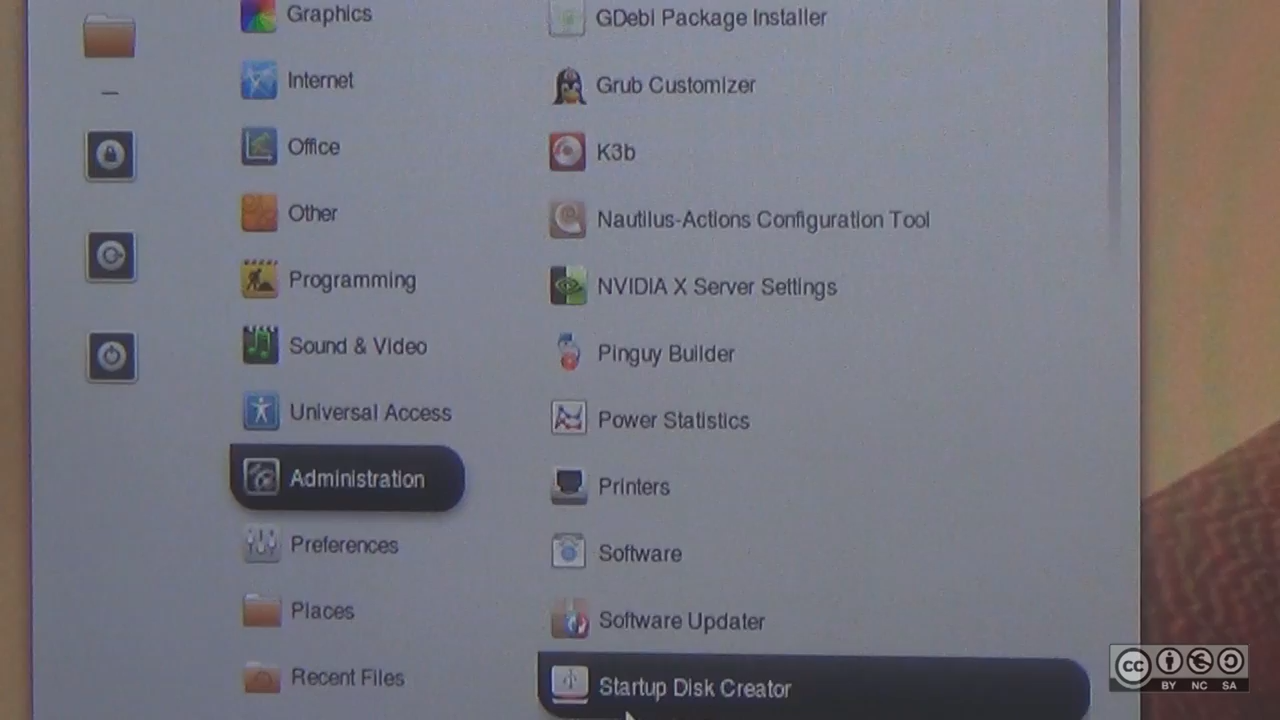 Graphics
Internet
Office
Other
Programming
Sound & Video
Universal Access
Administration
Preferences
Places
Recent Files
GDebi Package Installer
Grub Customizer
K3b
Nautilus-Actions Configuration Tool
NVIDIA X Server Settings
Pinguy Builder
Power Statistics
Printers
Software
Software Updater
Startup Disk Creator
cc
BY NC SA